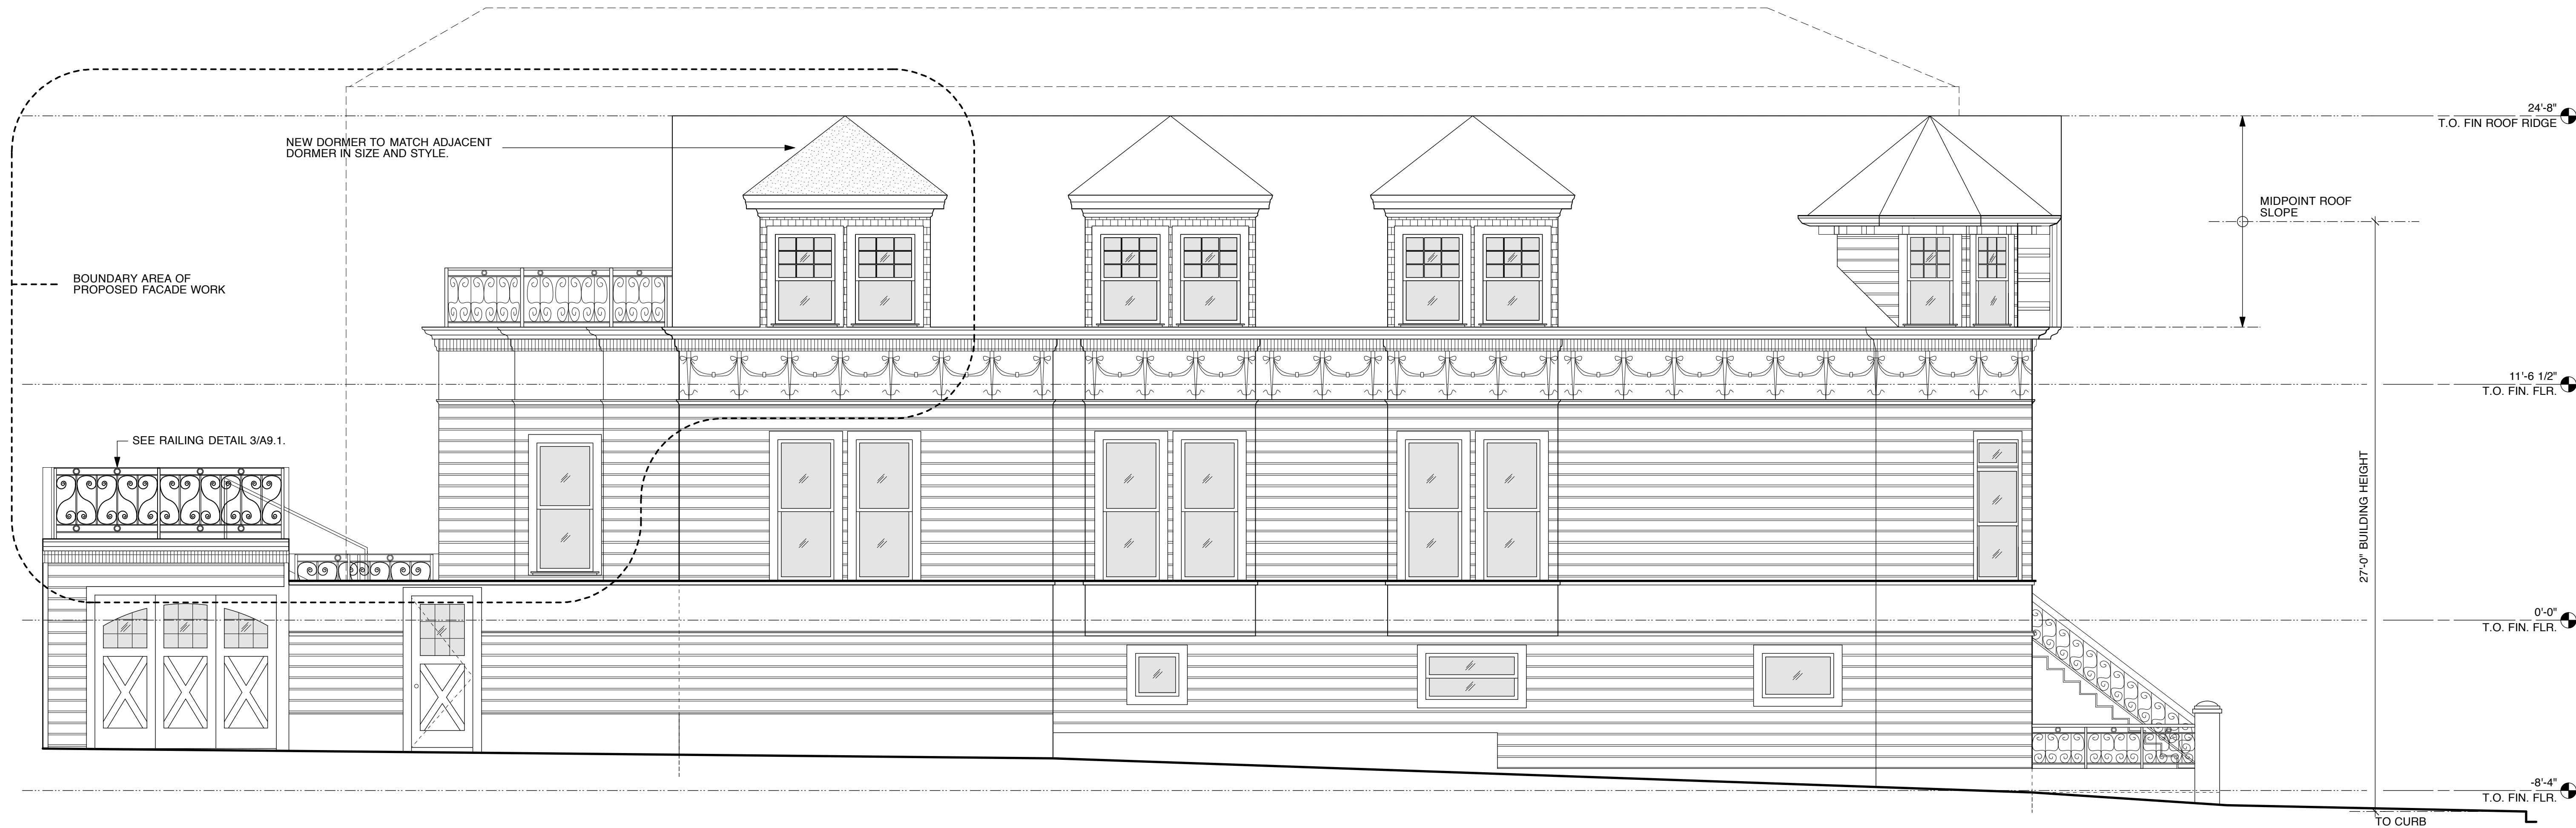 24'-8"
T.O. FIN ROOF RIDGE
NEW DORMER TO MATCH ADJACENT
DORMER IN SIZE AND STYLE.
MIDPOINT ROOF
SLOPE
BOUNDARY AREA OF
PROPOSED FACADE WORK
11'-6 1/2"
T.O. FIN. FLR.
SEE RAILING DETAIL 3/A9.1.
27'-0" BUILDING HEIGHT
0'-0"
T.O. FIN. FLR.
-8'-4"
T.O. FIN. FLR.
TO CURB